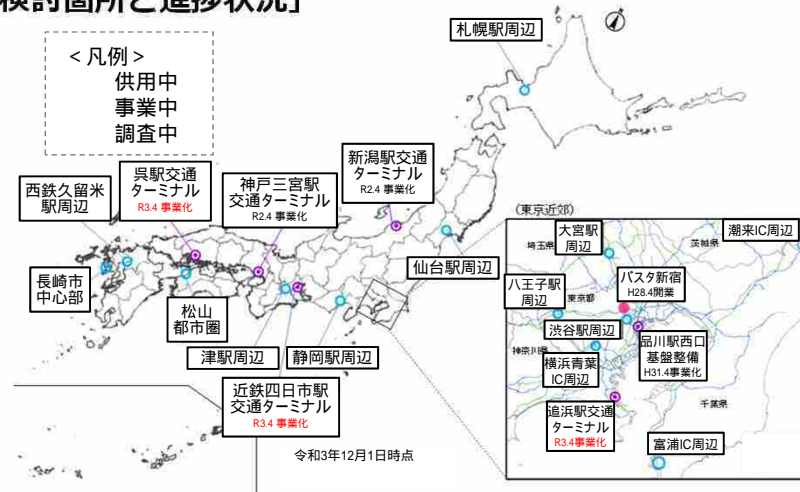 検討箇所と進捗状況]
<凡例>
供用中
事業中
調査中
札幌駅周辺
新潟駅交通
ターミナル
R2.4 事業化
神戸三宮駅
交通ターミナル
R2.4 事業化
呉駅交通
ターミナル
R3.4 事業化
西鉄久留米
駅周辺
長崎市
中心部
松山
都市圏
津駅周辺
静岡駅周辺
仙台駅周辺
近鉄四日市駅
交通ターミナル
R3.4 事業化
令和3年12月1日時点
(東京近郊)
大宮駅
周辺
埼玉県
茨城県
潮来IC周辺
八王子駅
周辺
東京都
バスタ新宿
H28.4開業
渋谷駅周辺
神奈川県
横浜青葉
IC周辺
品川駅西口
基盤整備
H31.4事業化
追浜駅交通
ターミナル
R3.4事業化
千葉県
富浦IC周辺